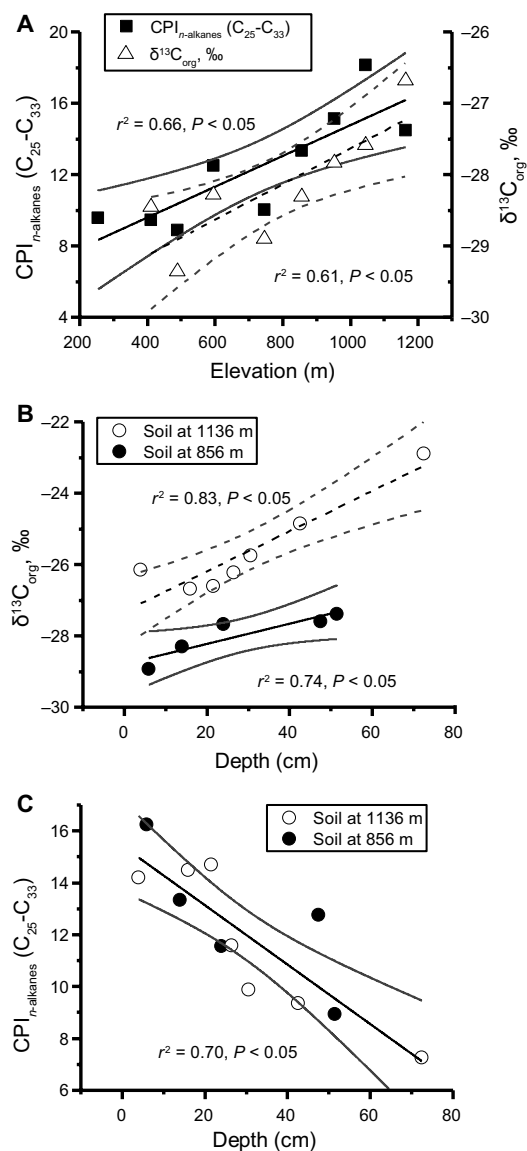 A
CPIn-alkanes (C25-C33)
δ13Corg, ‰
20
16
12
8
4
–26
–27
–28
–29
–30
r2 = 0.66, P < 0.05
r2 = 0.61, P < 0.05
CPIn-alkanes (C25-C33)
δ13Corg, ‰
200 400 600 800 1000 1200
Elevation (m)
B
Soil at 1136 m
Soil at 856 m
–22
–24
–26
–28
–30
r2 = 0.83, P < 0.05
r2 = 0.74, P < 0.05
δ13Corg, ‰
0 20 40 60 80
Depth (cm)
C
Soil at 1136 m
Soil at 856 m
16
14
12
10
8
6
r2 = 0.70, P < 0.05
CPIn-alkanes (C25-C33)
0 20 40 60 80
Depth (cm)